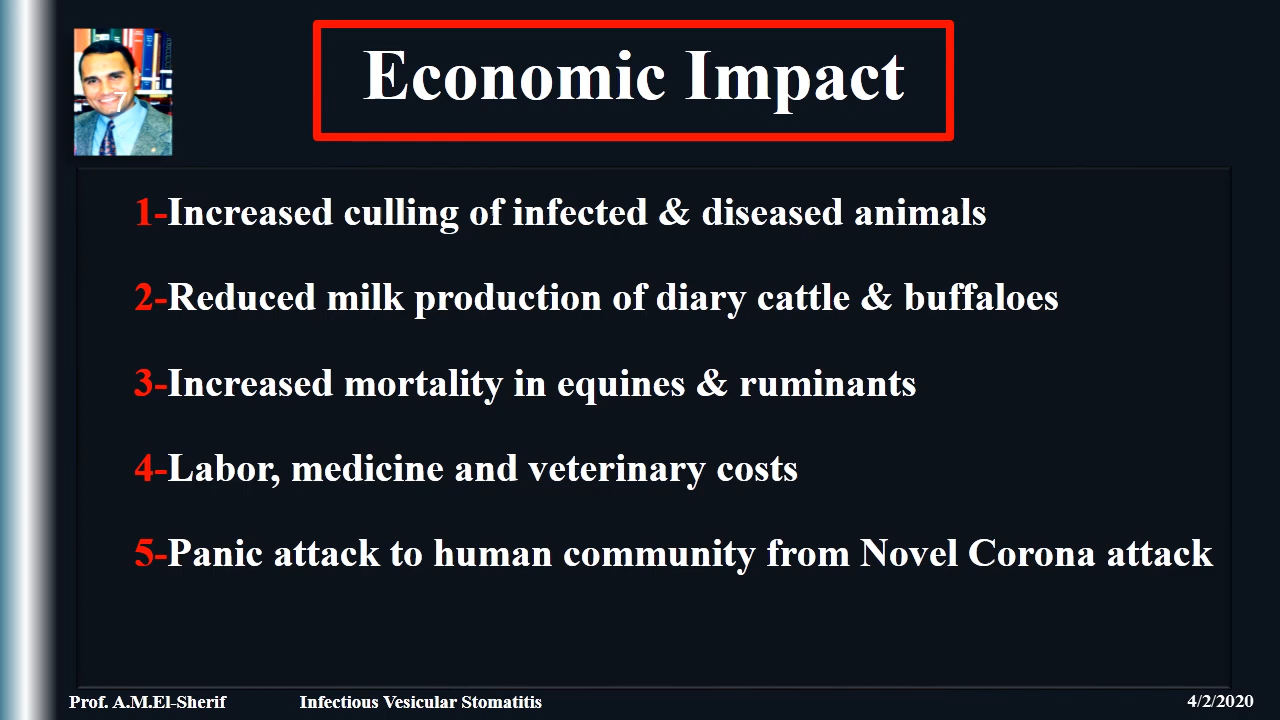 7
Economic Impact
1-Increased culling of infected & diseased animals
2-Reduced milk production of diary cattle & buffaloes
3-Increased mortality in equines & ruminants
4-Labor, medicine and veterinary costs
5-Panic attack to human community from Novel Corona attack
Prof. A.M.El-Sherif Infectious Vesicular Stomatitis 4/2/2020